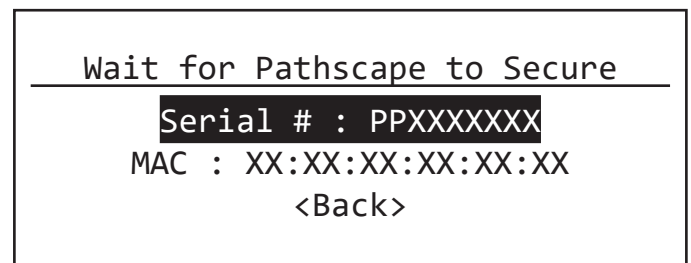 Wait for Pathscape to Secure
Serial # : PPXXXXXXX
MAC : XX:XX:XX:XX:XX:XX
<Back>